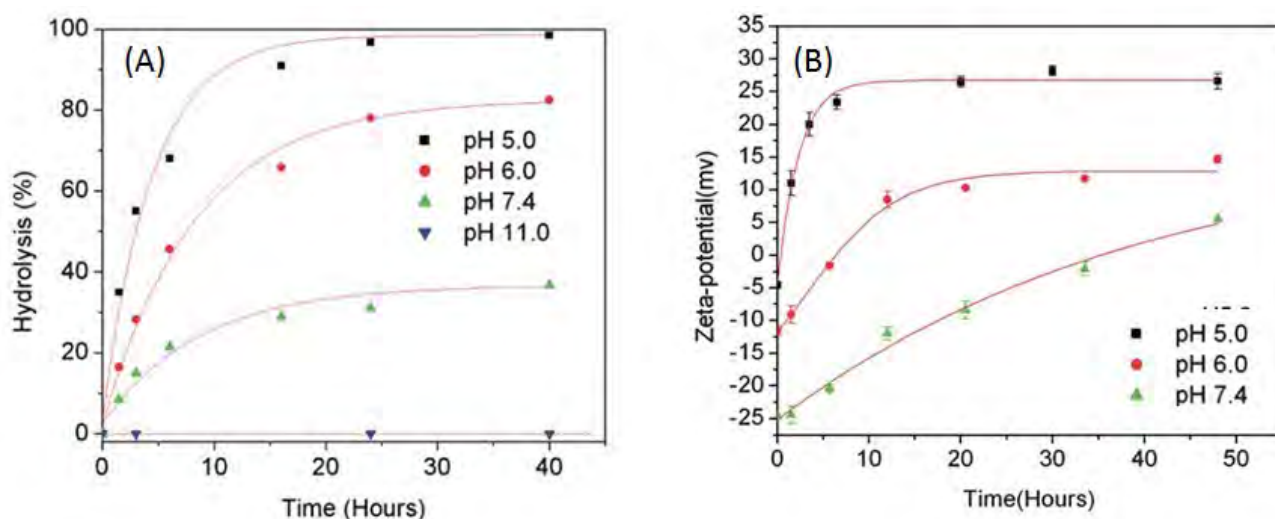 (A)
100
80
60
40
20
0
Hydrolysis (%)
pH 5.0
pH 6.0
pH 7.4
pH 11.0
0 10 20 30 40
Time (Hours)
(B)
35
30
25
20
15
10
5
0
-5
-10
-15
-20
-25
Zeta-potential(mv)
pH 5.0
pH 6.0
pH 7.4
0 10 20 30 40 50
Time(Hours)